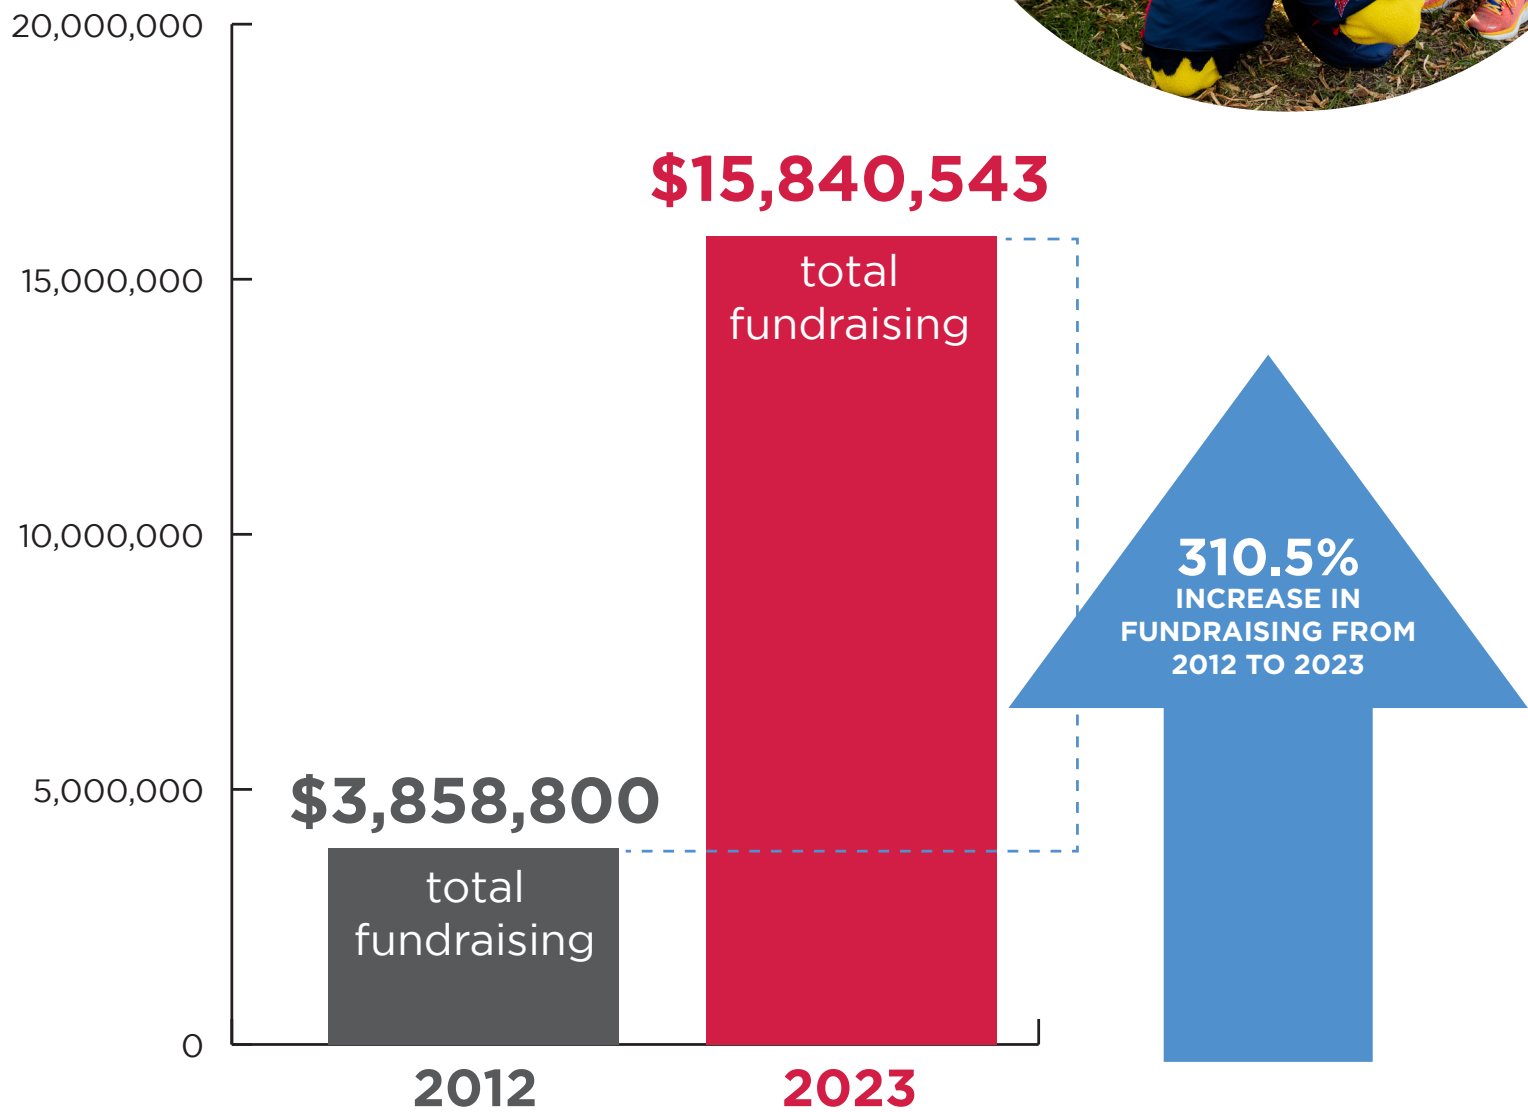 20,000,000
$15,840,543
15,000,000
total
fundraising
10,000,000
310.5%
INCREASE IN
FUNDRAISING FROM
2012 TO 2023
5,000,000
$3,858,800
total
fundraising
0
2012
2023